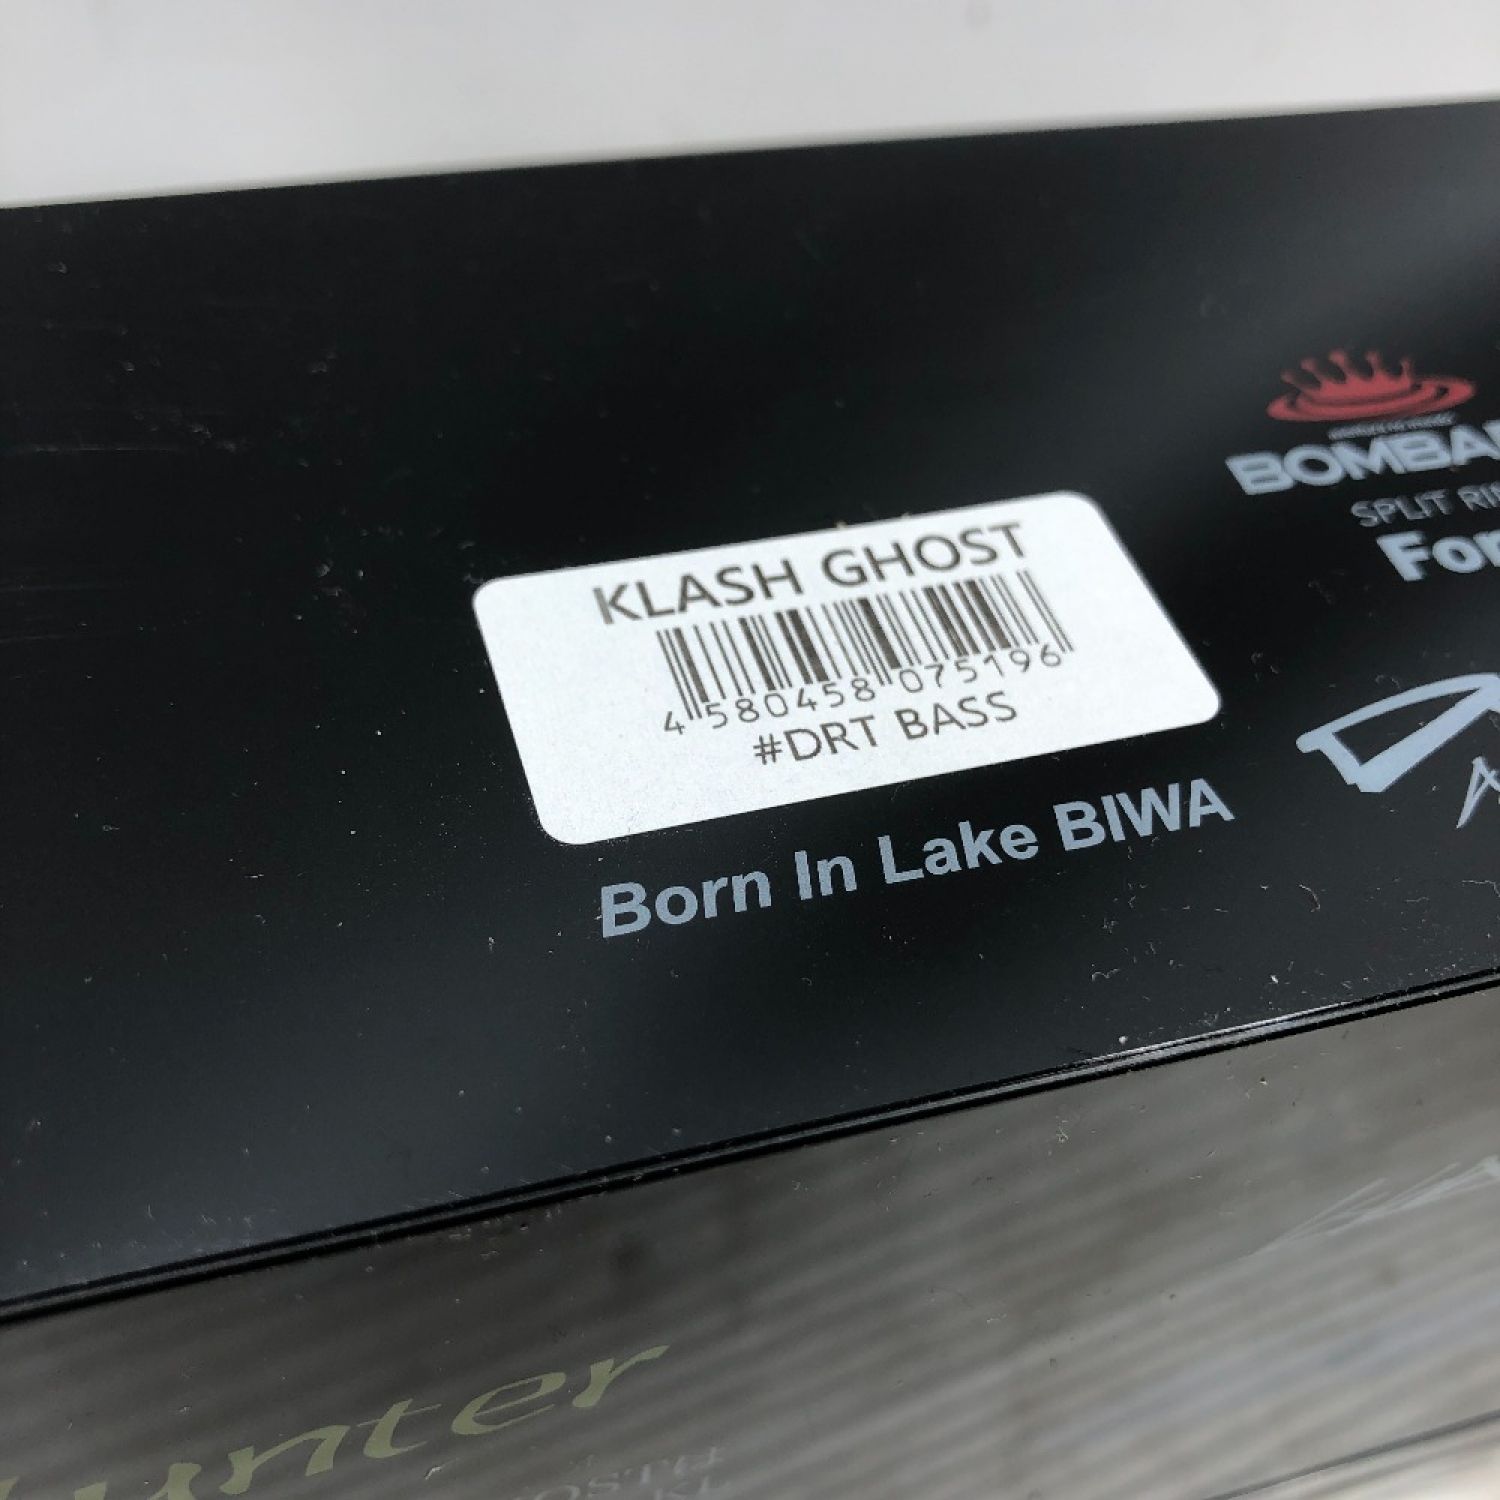 KLASH GHOST
4 580458 075196
#DRT BASS
Born In Lake BIWA
BOMBA
SPLIT RI
For
unter